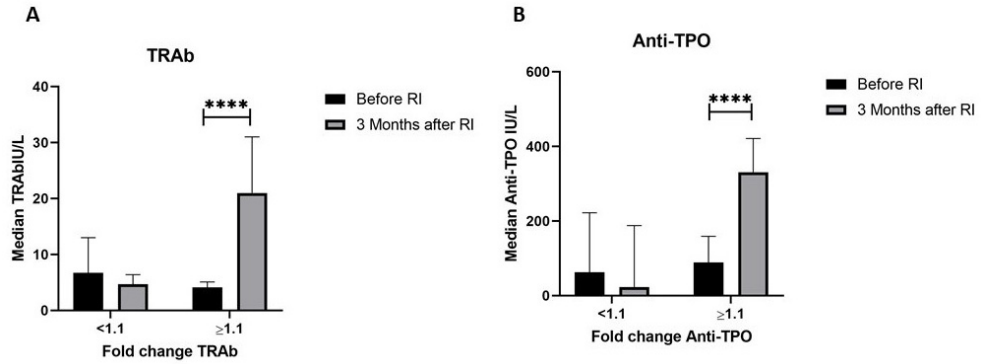 A
TRAb
Median TRAbIU/L
40
30
20
10
0
****
<1.1
≥1.1
Fold change TRAb
Before RI
3 Months after RI
B
Anti-TPO
Median Anti-TPO IU/L
600
400
200
0
****
<1.1
≥1.1
Fold change Anti-TPO
Before RI
3 Months after RI